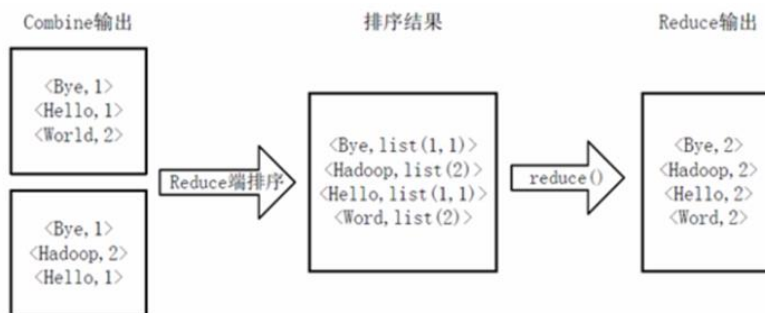 Combine输出
<Bye,1>
<Hello,1>
<World,2>
<Bye,1>
<Hadoop,2>
<Hello,1>
Reduce端排序
排序结果
<Bye,list(1,1)>
<Hadoop,list(2)>
<Hello,list(1,1)>
<Word,list(2)>
reduce()
Reduce输出
<Bye,2>
<Hadoop,2>
<Hello,2>
<Word,2>